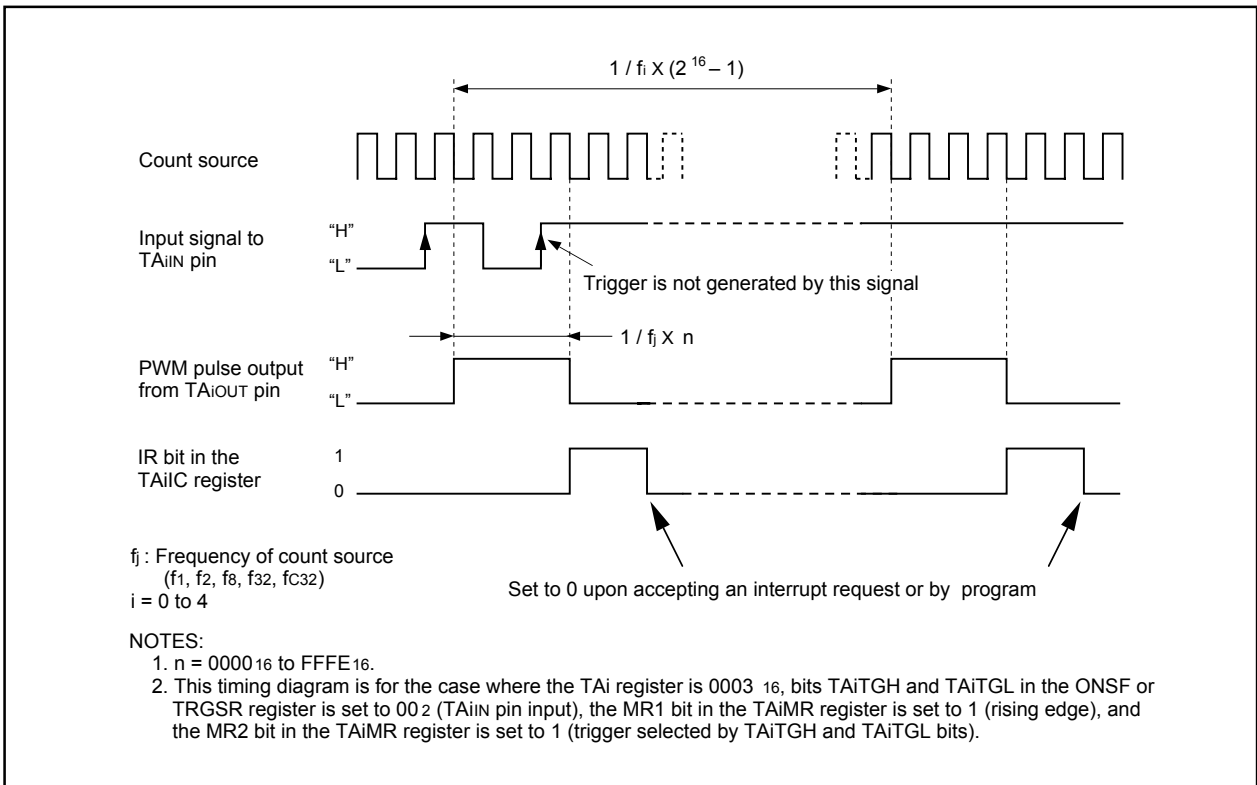 1 / fi X (2 16 – 1)
Count source
Input signal to
TAiIN pin
“H”
“L”
Trigger is not generated by this signal
1 / fj X n
PWM pulse output
from TAiOUT pin
“H”
“L”
IR bit in the
TAiIC register
1
0
fj : Frequency of count source
(f1, f2, f8, f32, fC32)
i = 0 to 4
Set to 0 upon accepting an interrupt request or by program
NOTES:
1. n = 000016 to FFFE16.
2. This timing diagram is for the case where the TAi register is 0003 16, bits TAiTGH and TAiTGL in the ONSF or
TRGSR register is set to 002 (TAiIN pin input), the MR1 bit in the TAiMR register is set to 1 (rising edge), and
the MR2 bit in the TAiMR register is set to 1 (trigger selected by TAiTGH and TAiTGL bits).